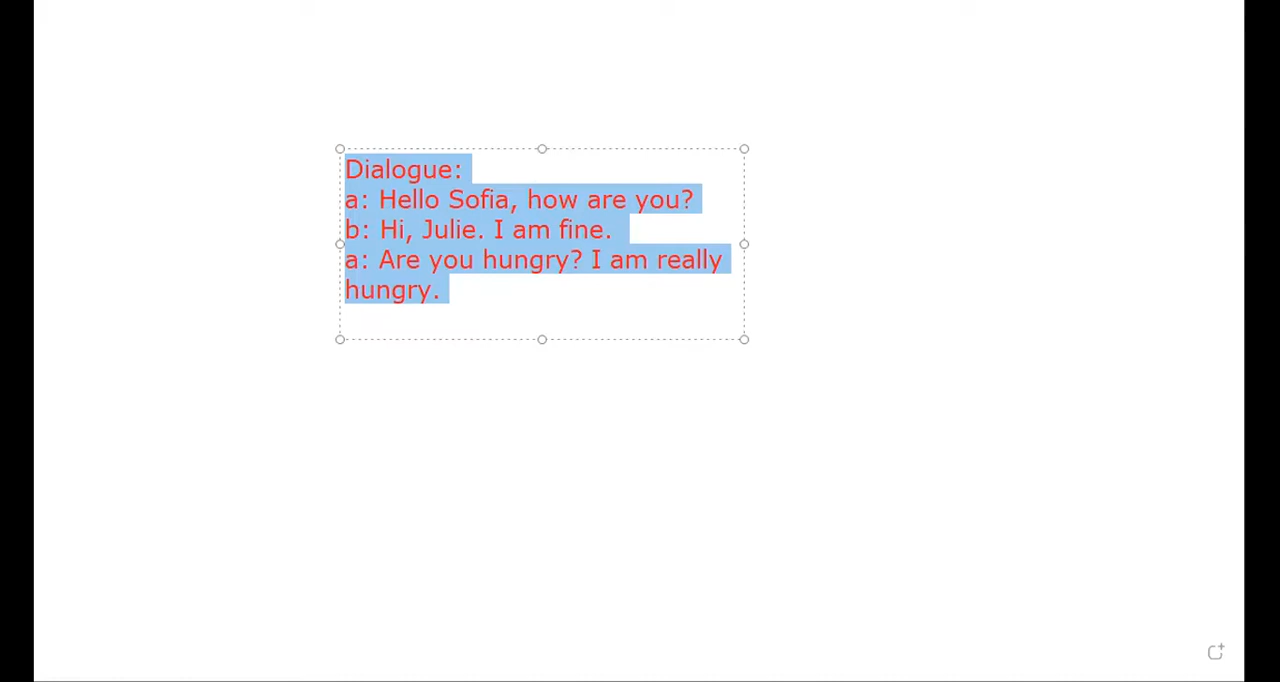 Dialogue:
a: Hello Sofia, how are you?
b: Hi, Julie. I am fine.
a: Are you hungry? I am really
hungry.